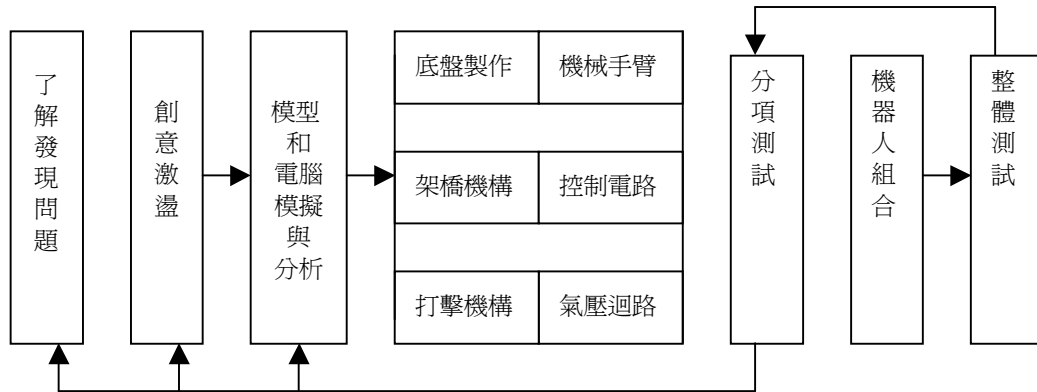 了解發現問題
創意激盪
模型
和
電腦
模擬
與
分析
底盤製作
機械手臂
架橋機構
控制電路
打擊機構
氣壓迴路
分項測試
機器人組合
整體測試